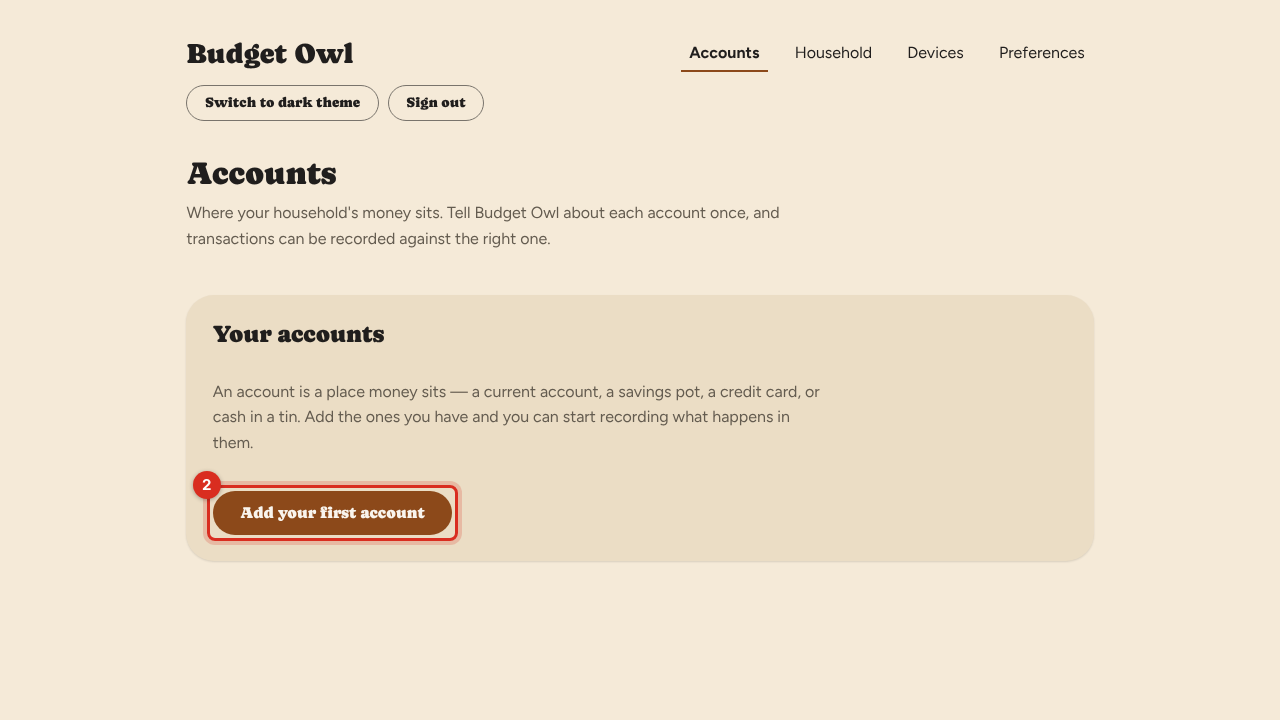 Budget Owl
Accounts
Household
Devices
Preferences
Switch to dark theme
Sign out
Accounts
Where your household's money sits. Tell Budget Owl about each account once, and
transactions can be recorded against the right one.
Your accounts
An account is a place money sits — a current account, a savings pot, a credit card, or
cash in a tin. Add the ones you have and you can start recording what happens in
them.
2
Add your first account